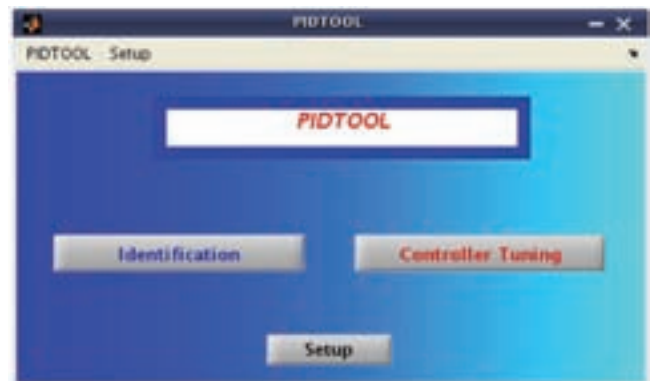 PIDTOOL
PIDTOOL Setup
PIDTOOL
Identification
Controller Tuning
Setup